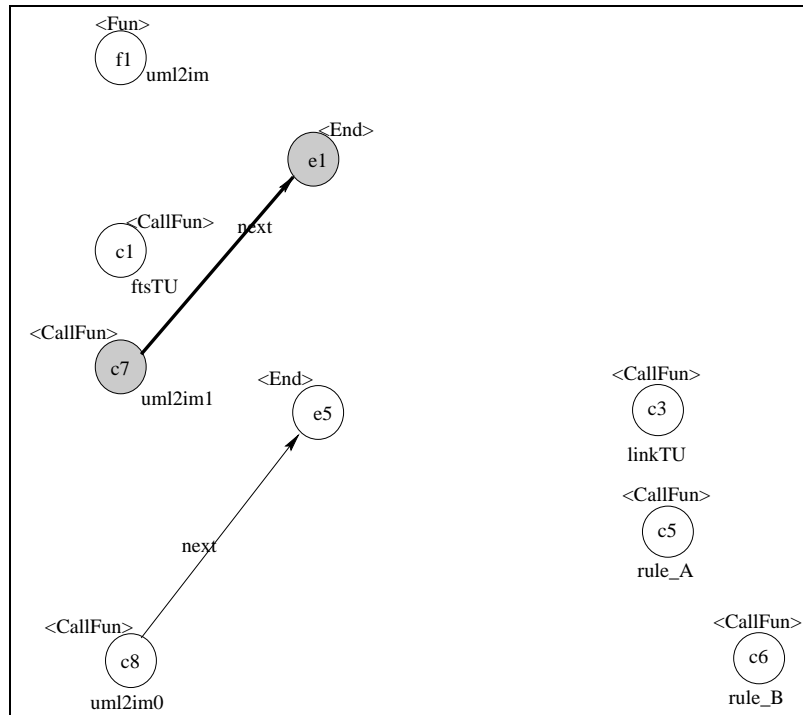 <Fun>
f1
uml2im
<End>
e1
<CallFun>
next
c1
ftsTU
<CallFun>
c7
uml2im1
<End>
e5
<CallFun>
c3
linkTU
<CallFun>
c5
rule_A
next
<CallFun>
c8
uml2im0
<CallFun>
c6
rule_B